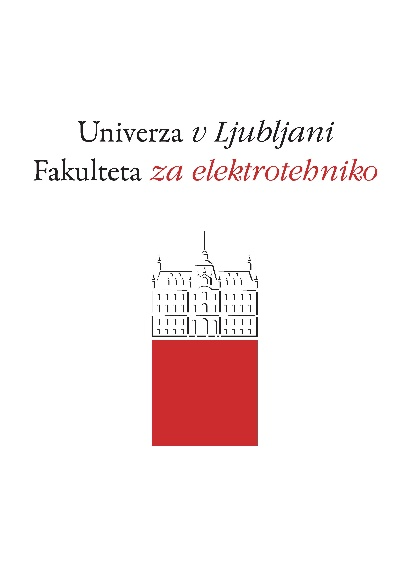 Univerza v Ljubljani
Fakulteta za elektrotehniko